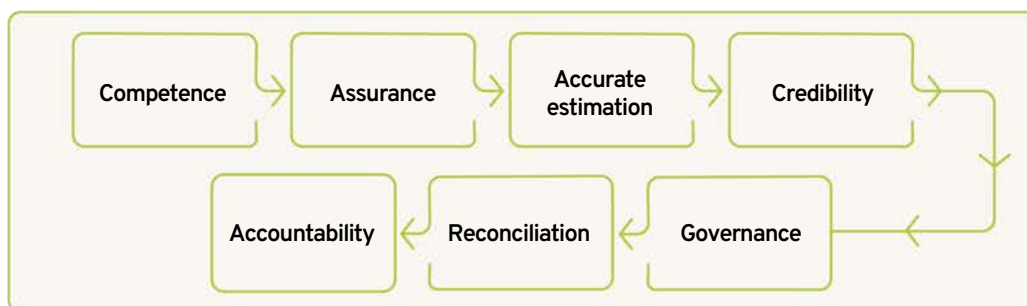 Competence
Assurance
Accurate
estimation
Credibility
Governance
Reconciliation
Accountability